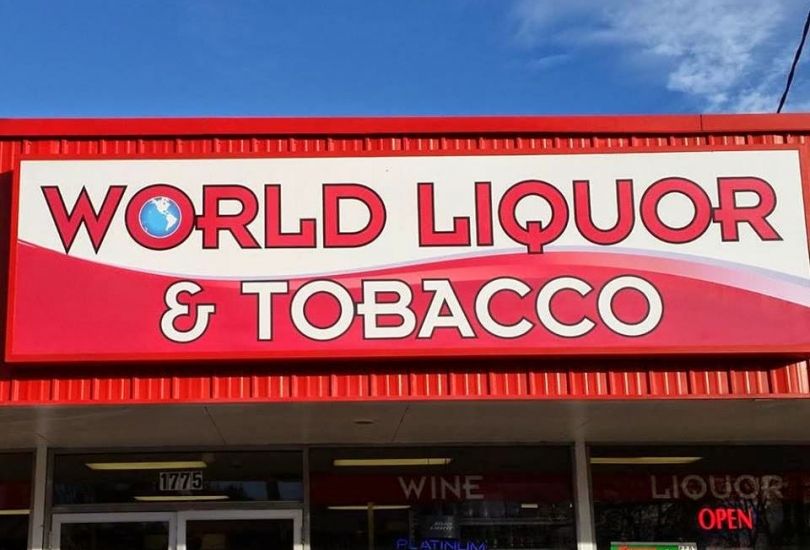 WORLD LIQUOR
& TOBACCO
1775
WINE
LIQUOR
OPEN
PLATINUM